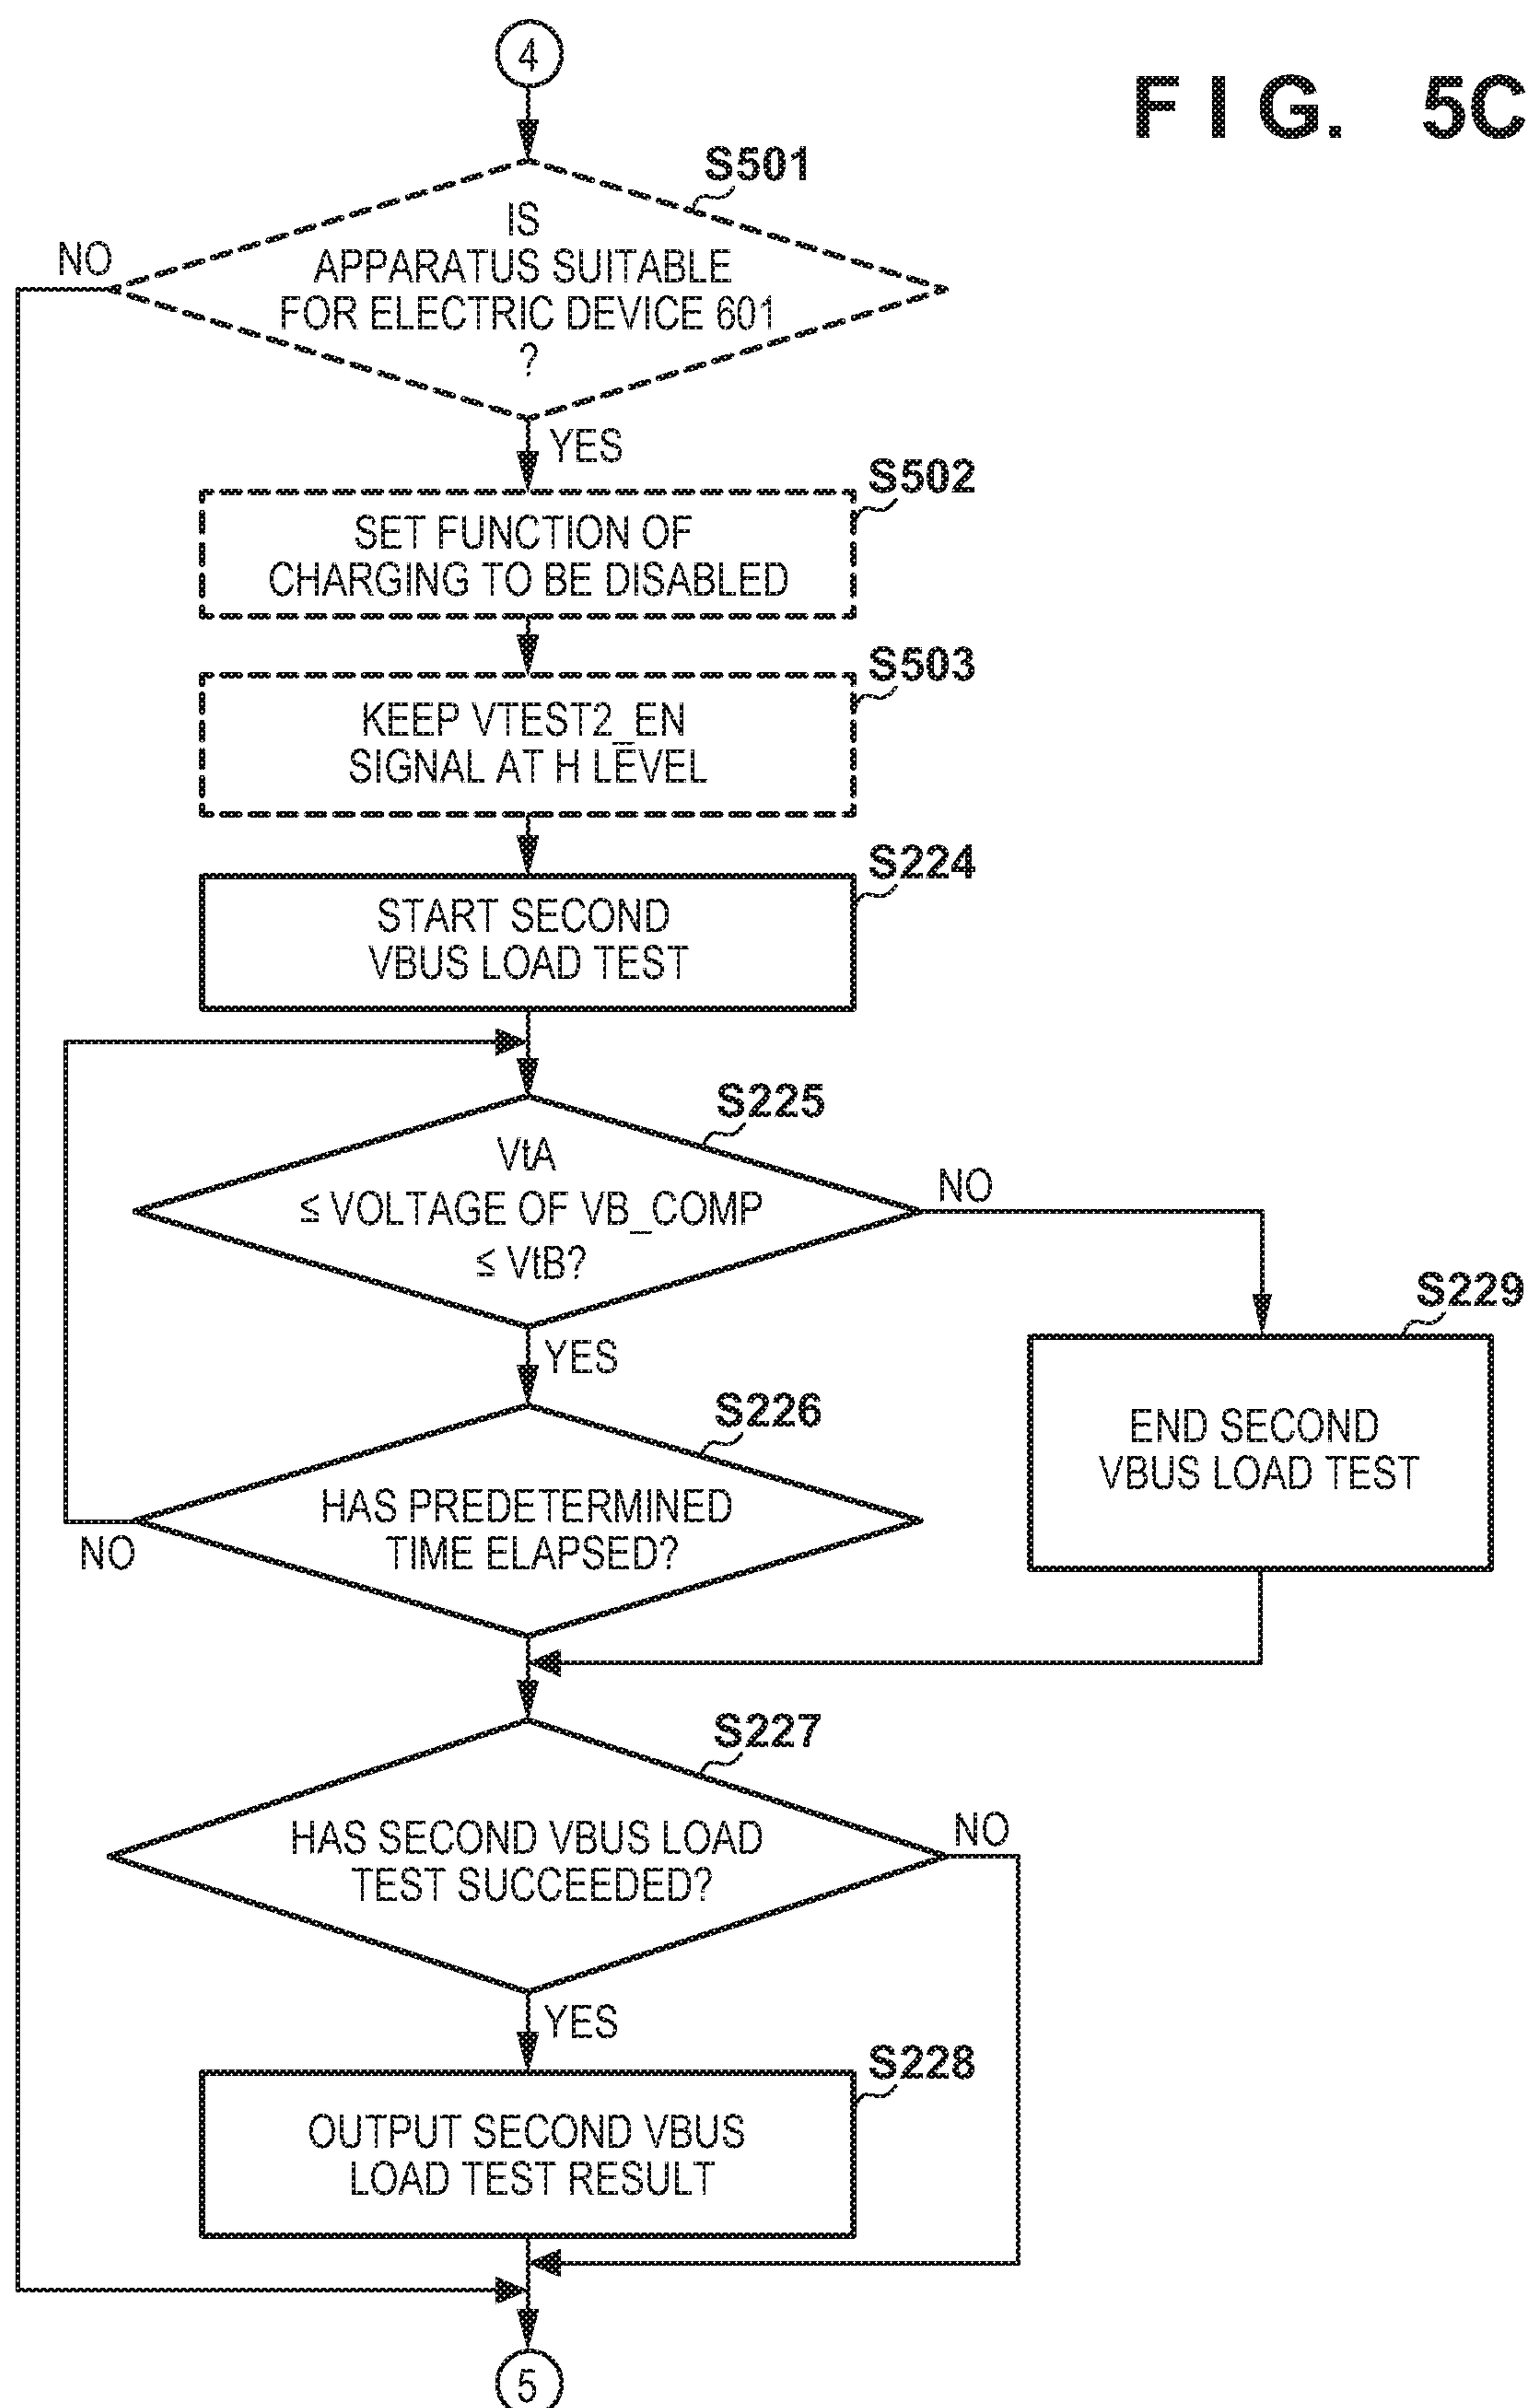 4
FIG. 5C
S501
IS
APPARATUS SUITABLE
FOR ELECTRIC DEVICE 601
?
NO
YES
S502
SET FUNCTION OF
CHARGING TO BE DISABLED
S503
KEEP VTEST2_EN
SIGNAL AT H LEVEL
S224
START SECOND
VBUS LOAD TEST
S225
VtA
≤ VOLTAGE OF VB_COMP
≤ VtB?
NO
YES
S229
END SECOND
VBUS LOAD TEST
S226
HAS PREDETERMINED
TIME ELAPSED?
NO
S227
HAS SECOND VBUS LOAD
TEST SUCCEEDED?
NO
YES
S228
OUTPUT SECOND VBUS
LOAD TEST RESULT
5